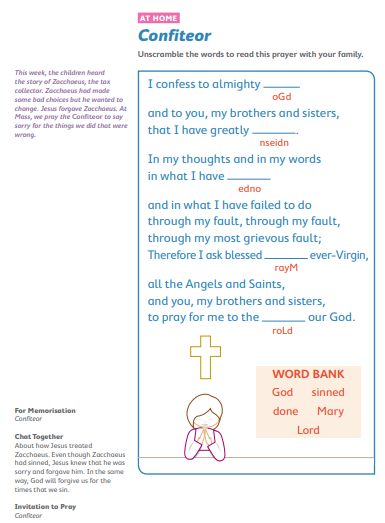 AT HOME
Confiteor
Unscramble the words to read this prayer with your family.
This week, the children heard
the story of Zacchaeus, the tax
collector. Zacchaeus had made
some bad choices but he wanted to
change. Jesus forgave Zacchaeus. At
Mass, we pray the Confiteor to say
sorry for the things we did that were
wrong.
I confess to almighty ______
oGd
and to you, my brothers and sisters,
that I have greatly _______.
nseidn
In my thoughts and in my words
in what I have _______
edno
and in what I have failed to do
through my fault, through my fault,
through my most grievous fault;
Therefore I ask blessed _______ ever-Virgin,
rayM
all the Angels and Saints,
and you, my brothers and sisters,
to pray for me to the _______ our God.
roLd
WORD BANK
God sinned
done Mary
Lord
For Memorisation
Confiteor
Chat Together
About how Jesus treated
Zacchaeus. Even though Zacchaeus
had sinned, Jesus knew that he was
sorry and forgave him. In the same
way, God will forgive us for the
times that we sin.
Invitation to Pray
Confiteor